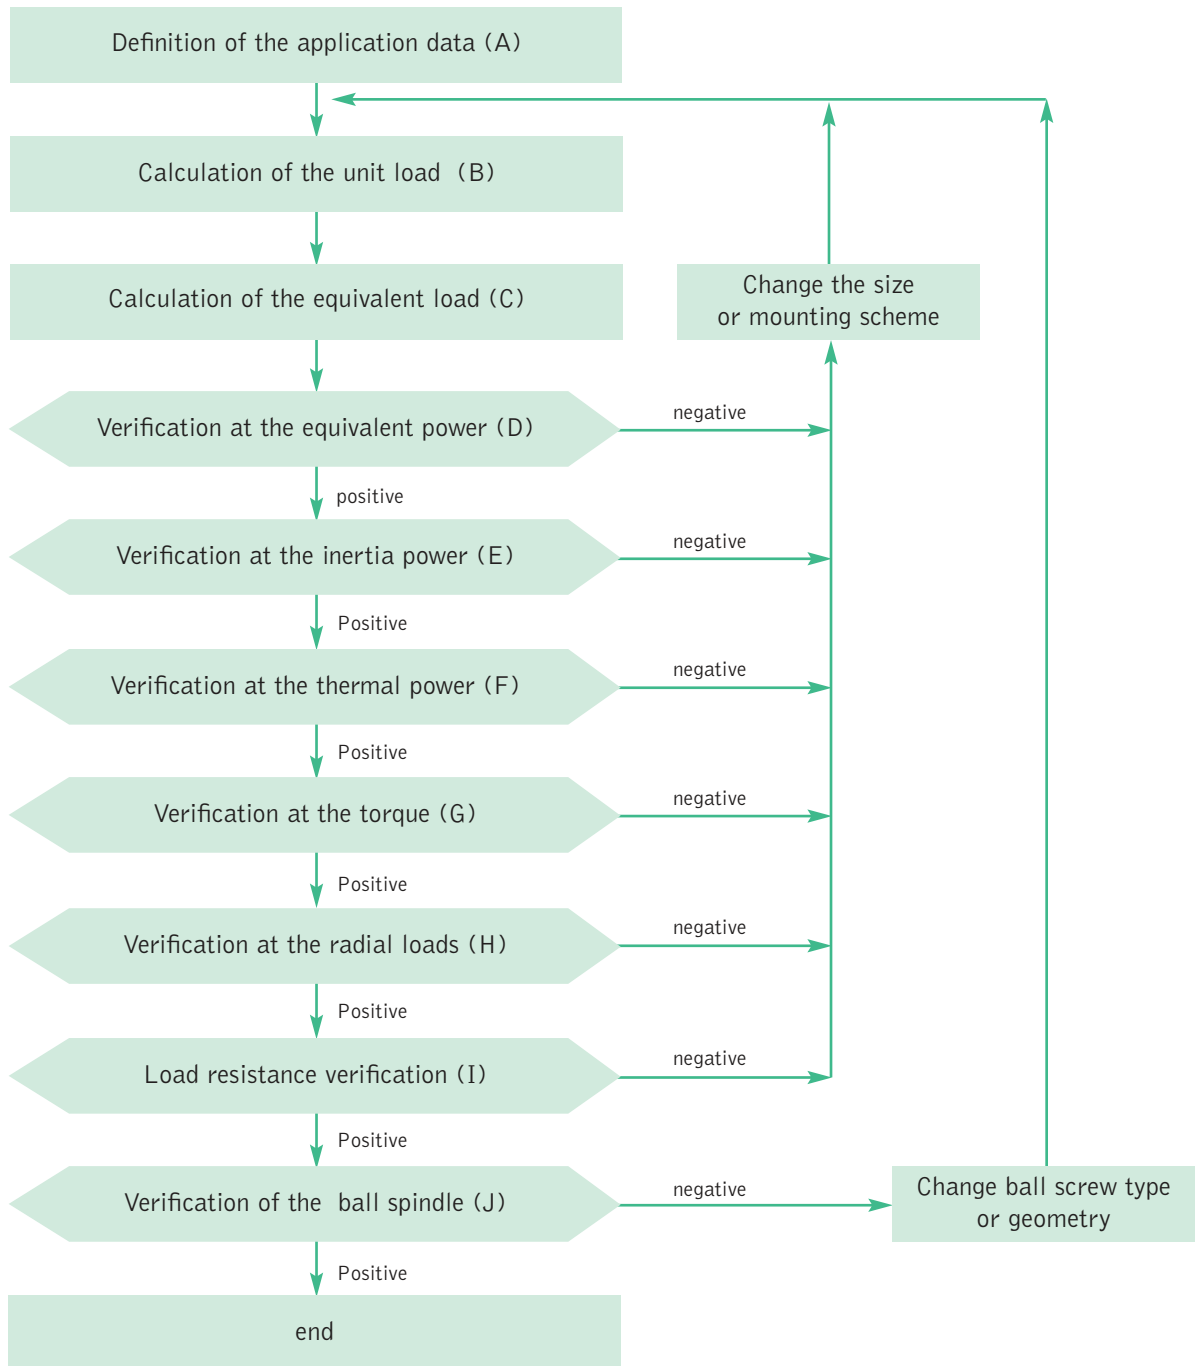 Definition of the application data (A)
Calculation of the unit load (B)
Calculation of the equivalent load (C)
Change the size
or mounting scheme
Verification at the equivalent power (D)
negative
positive
Verification at the inertia power (E)
negative
Positive
Verification at the thermal power (F)
negative
Positive
Verification at the torque (G)
negative
Positive
Verification at the radial loads (H)
negative
Positive
Load resistance verification (I)
negative
Positive
Verification of the ball spindle (J)
negative
Change ball screw type
or geometry
Positive
end